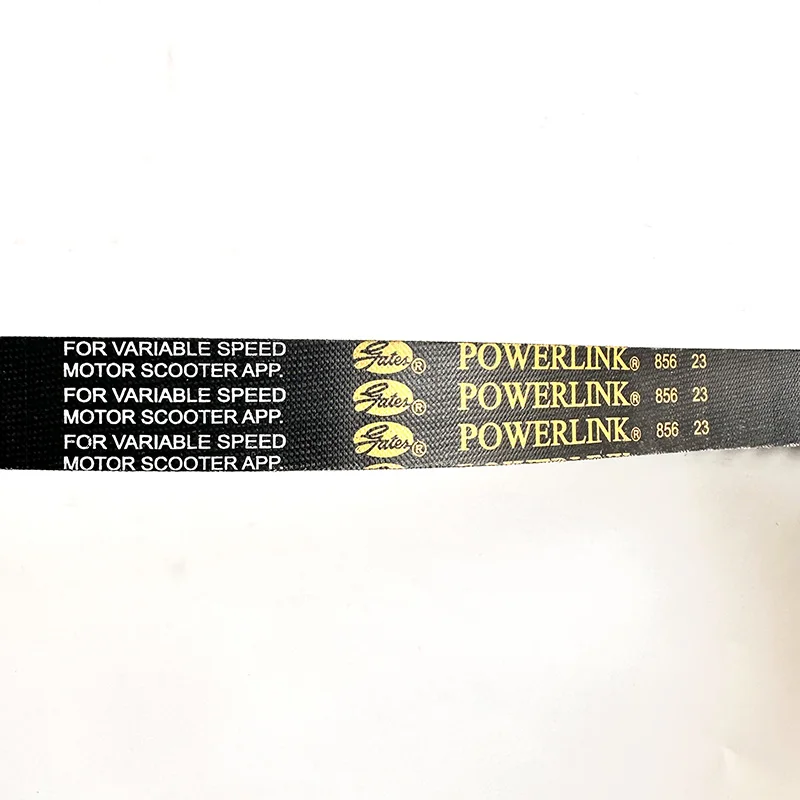 FOR VARIABLE SPEED
MOTOR SCOOTER APP.
Gates® POWERLINK® 856 23
FOR VARIABLE SPEED
MOTOR SCOOTER APP.
Gates® POWERLINK® 856 23
FOR VARIABLE SPEED
MOTOR SCOOTER APP.
Gates® POWERLINK® 856 23